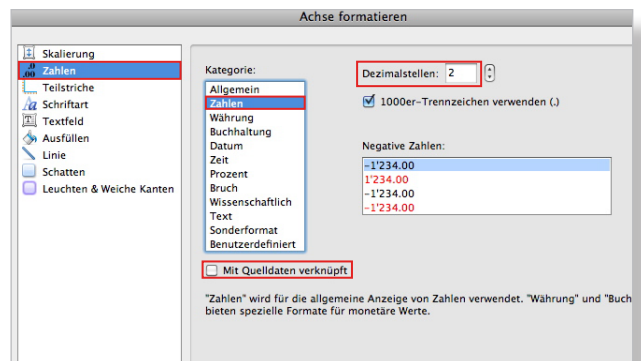 Achse formatieren
Skalierung
,0 ,00 Zahlen
Teilstriche
Schriftart
Textfeld
Ausfüllen
Linie
Schatten
Leuchten & Weiche Kanten
Kategorie:
Allgemein
Zahlen
Währung
Buchhaltung
Datum
Zeit
Prozent
Bruch
Wissenschaftlich
Text
Sonderformat
Benutzerdefiniert
Mit Quelldaten verknüpft
Dezimalstellen: 2
1000er-Trennzeichen verwenden (.)
Negative Zahlen:
-1'234.00
1'234.00
-1'234.00
-1'234.00
"Zahlen" wird für die allgemeine Anzeige von Zahlen verwendet. "Währung" und "Buch
bieten spezielle Formate für monetäre Werte.